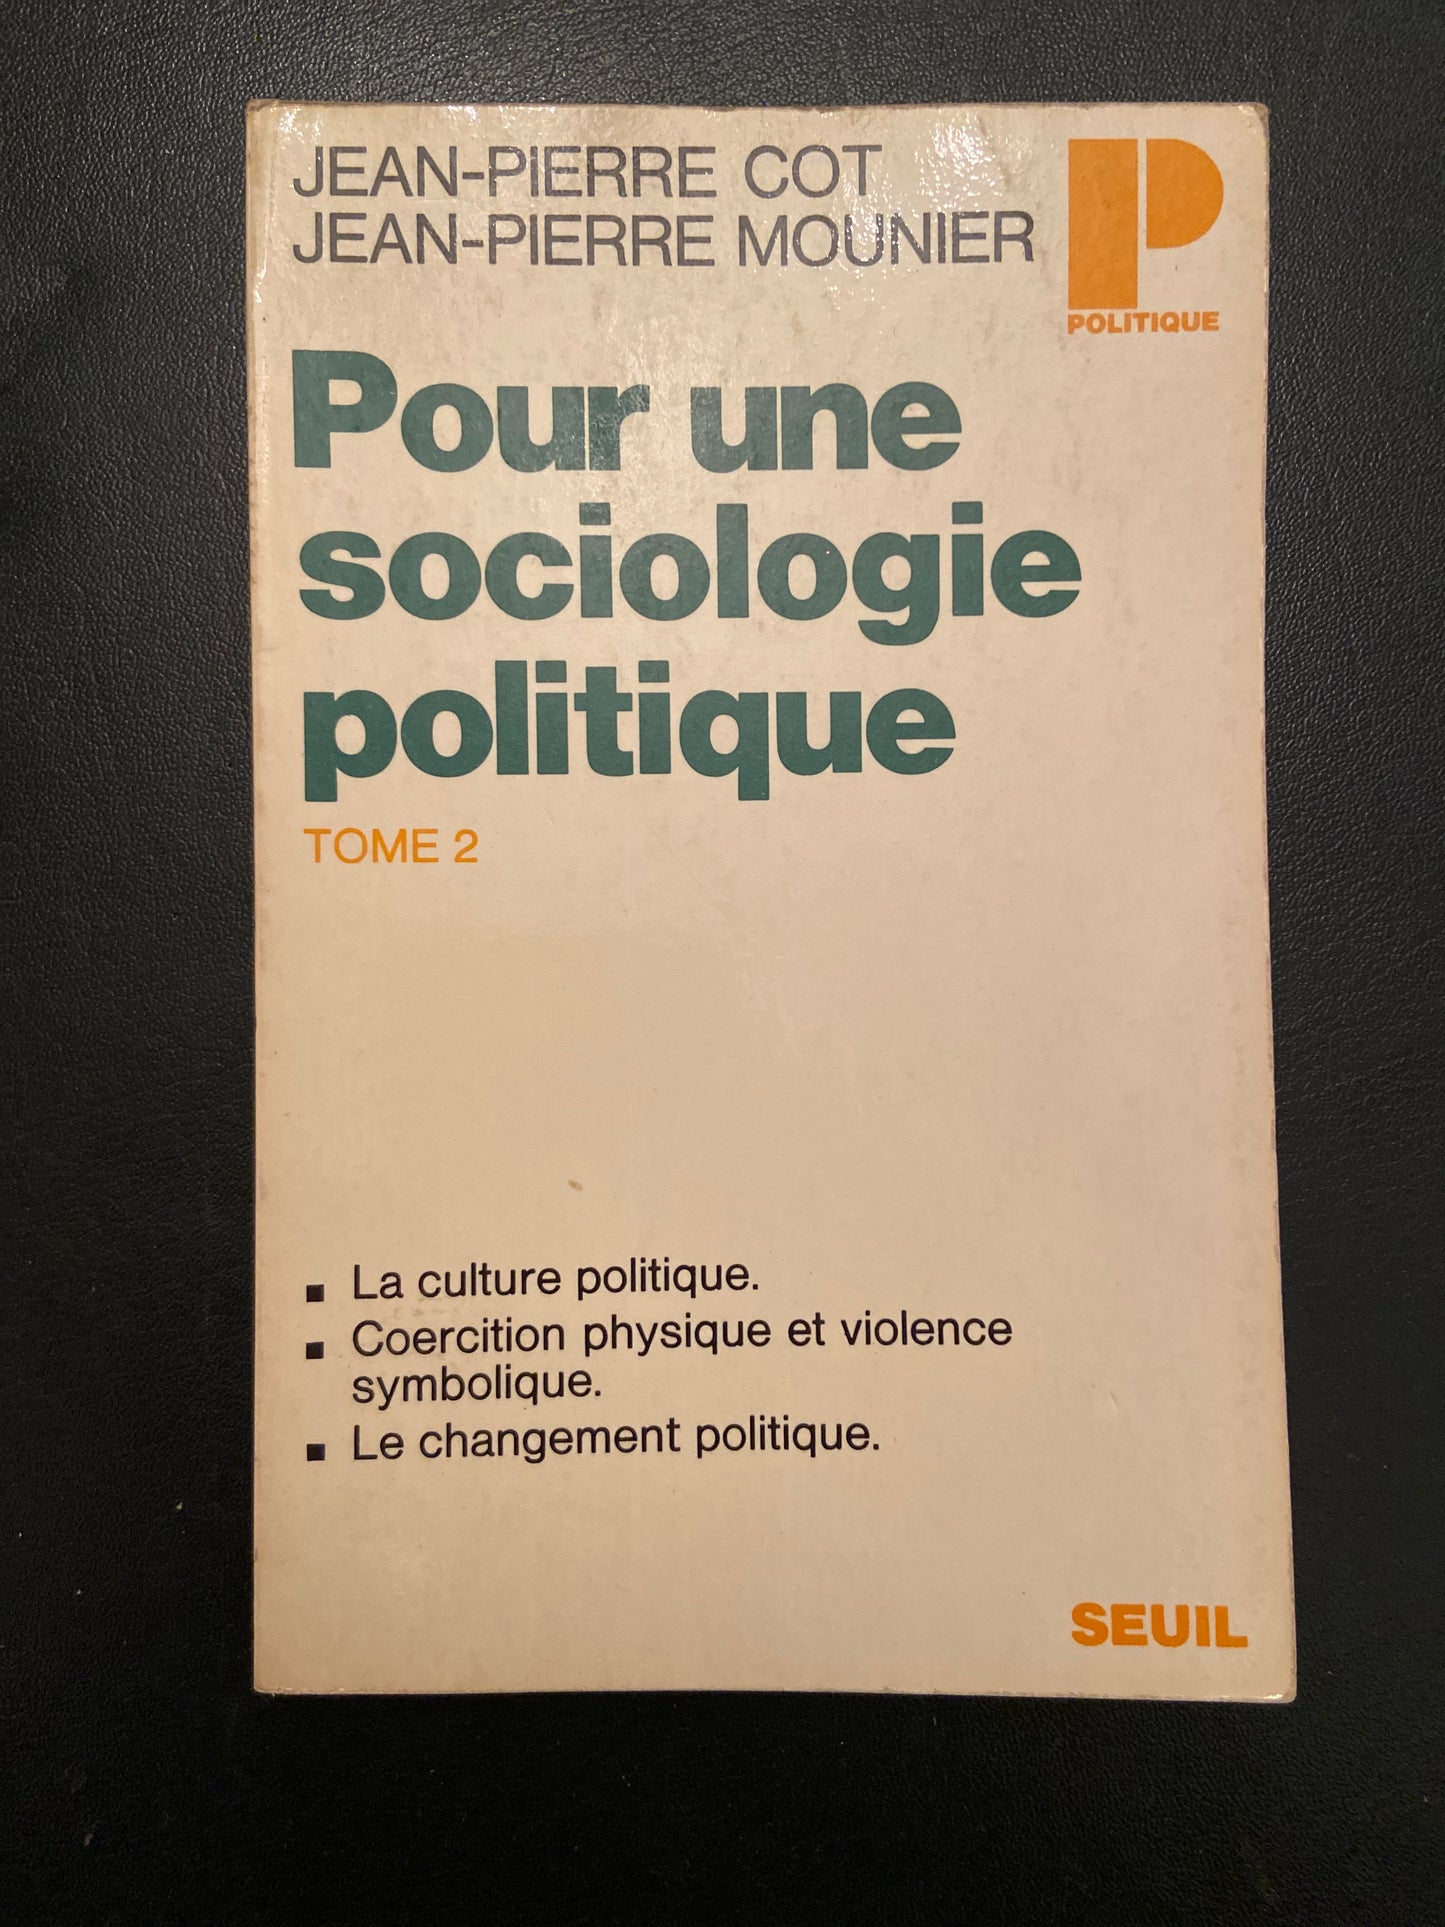 JEAN-PIERRE COT
JEAN-PIERRE MOUNIER
POLITIQUE
Pour une
sociologie
politique
TOME 2
▪ La culture politique.
▪ Coercition physique et violence
symbolique.
▪ Le changement politique.
SEUIL